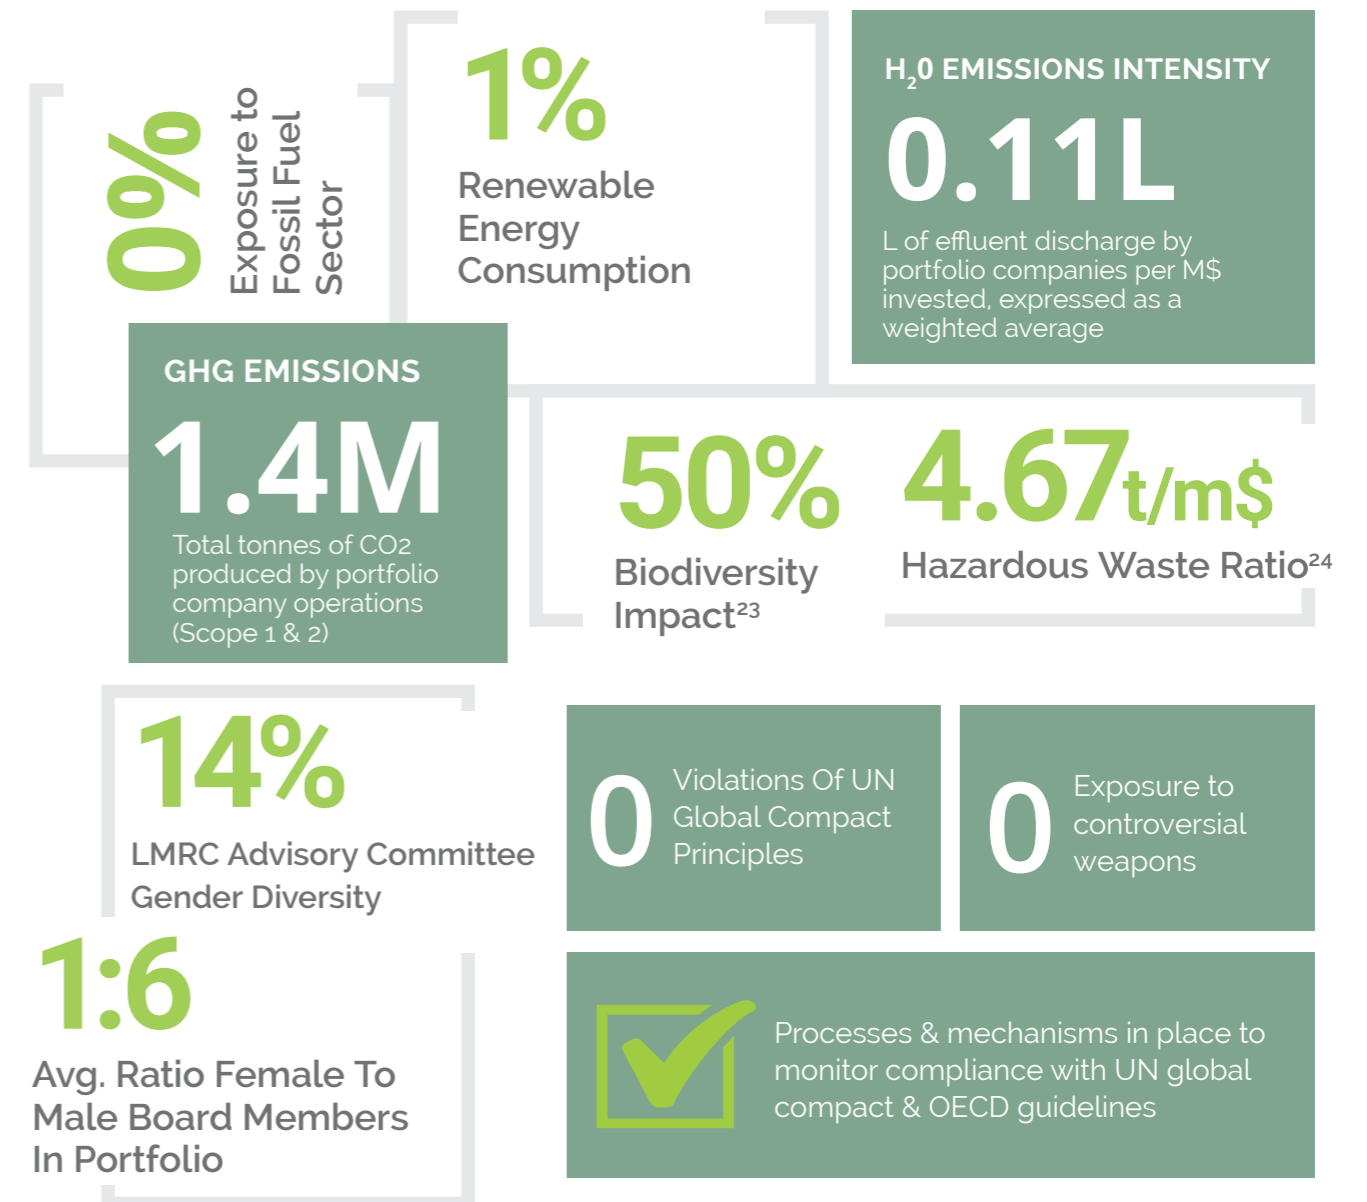 0%
Exposure to
Fossil Fuel
Sector
1%
Renewable
Energy
Consumption
H₂0 EMISSIONS INTENSITY
0.11L
L of effluent discharge by
portfolio companies per M$
invested, expressed as a
weighted average
GHG EMISSIONS
1.4M
Total tonnes of CO2
produced by portfolio
company operations
(Scope 1 & 2)
50%
Biodiversity
Impact²³
4.67t/m$
Hazardous Waste Ratio²⁴
14%
LMRC Advisory Committee
Gender Diversity
1:6
Avg. Ratio Female To
Male Board Members
In Portfolio
0
Violations Of UN
Global Compact
Principles
0
Exposure to
controversial
weapons
Processes & mechanisms in place to
monitor compliance with UN global
compact & OECD guidelines